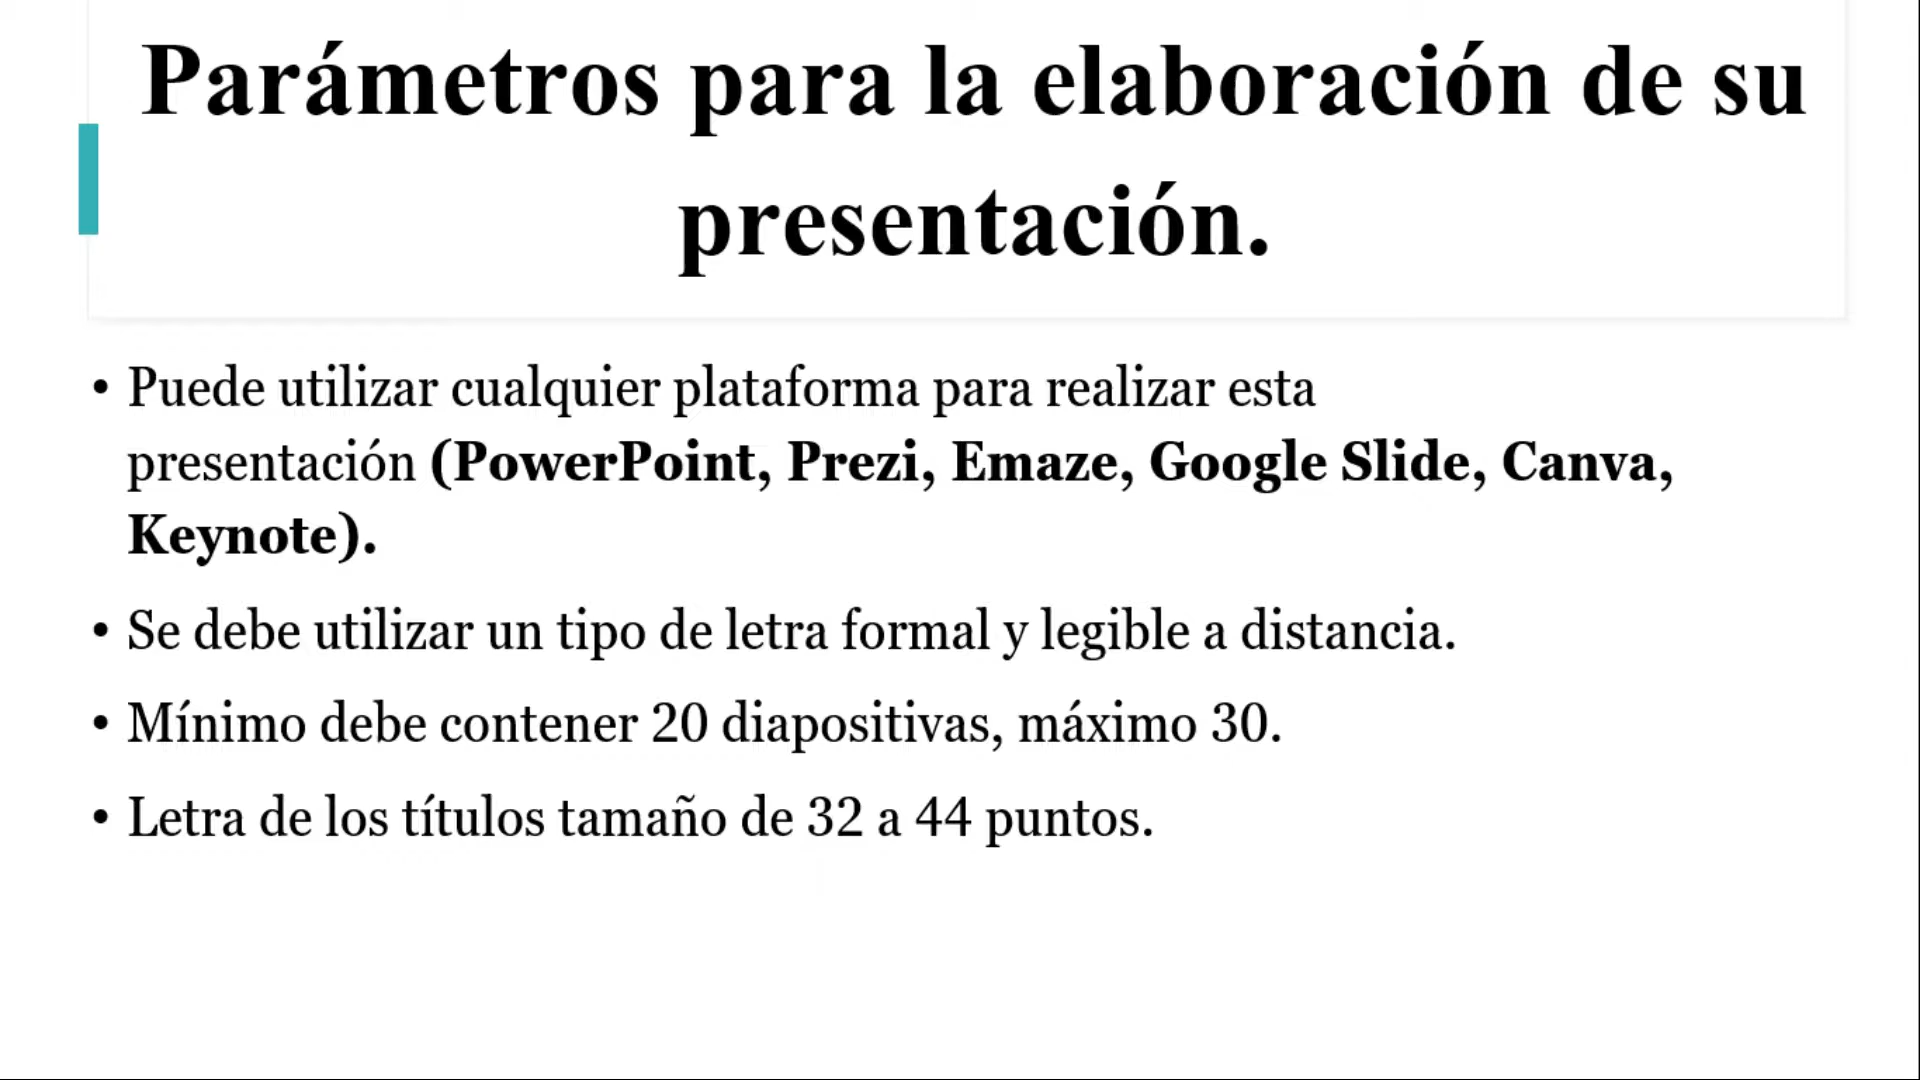 Parámetros para la elaboración de su
presentación.
• Puede utilizar cualquier plataforma para realizar esta
presentación (PowerPoint, Prezi, Emaze, Google Slide, Canva,
Keynote).
• Se debe utilizar un tipo de letra formal y legible a distancia.
• Mínimo debe contener 20 diapositivas, máximo 30.
• Letra de los títulos tamaño de 32 a 44 puntos.